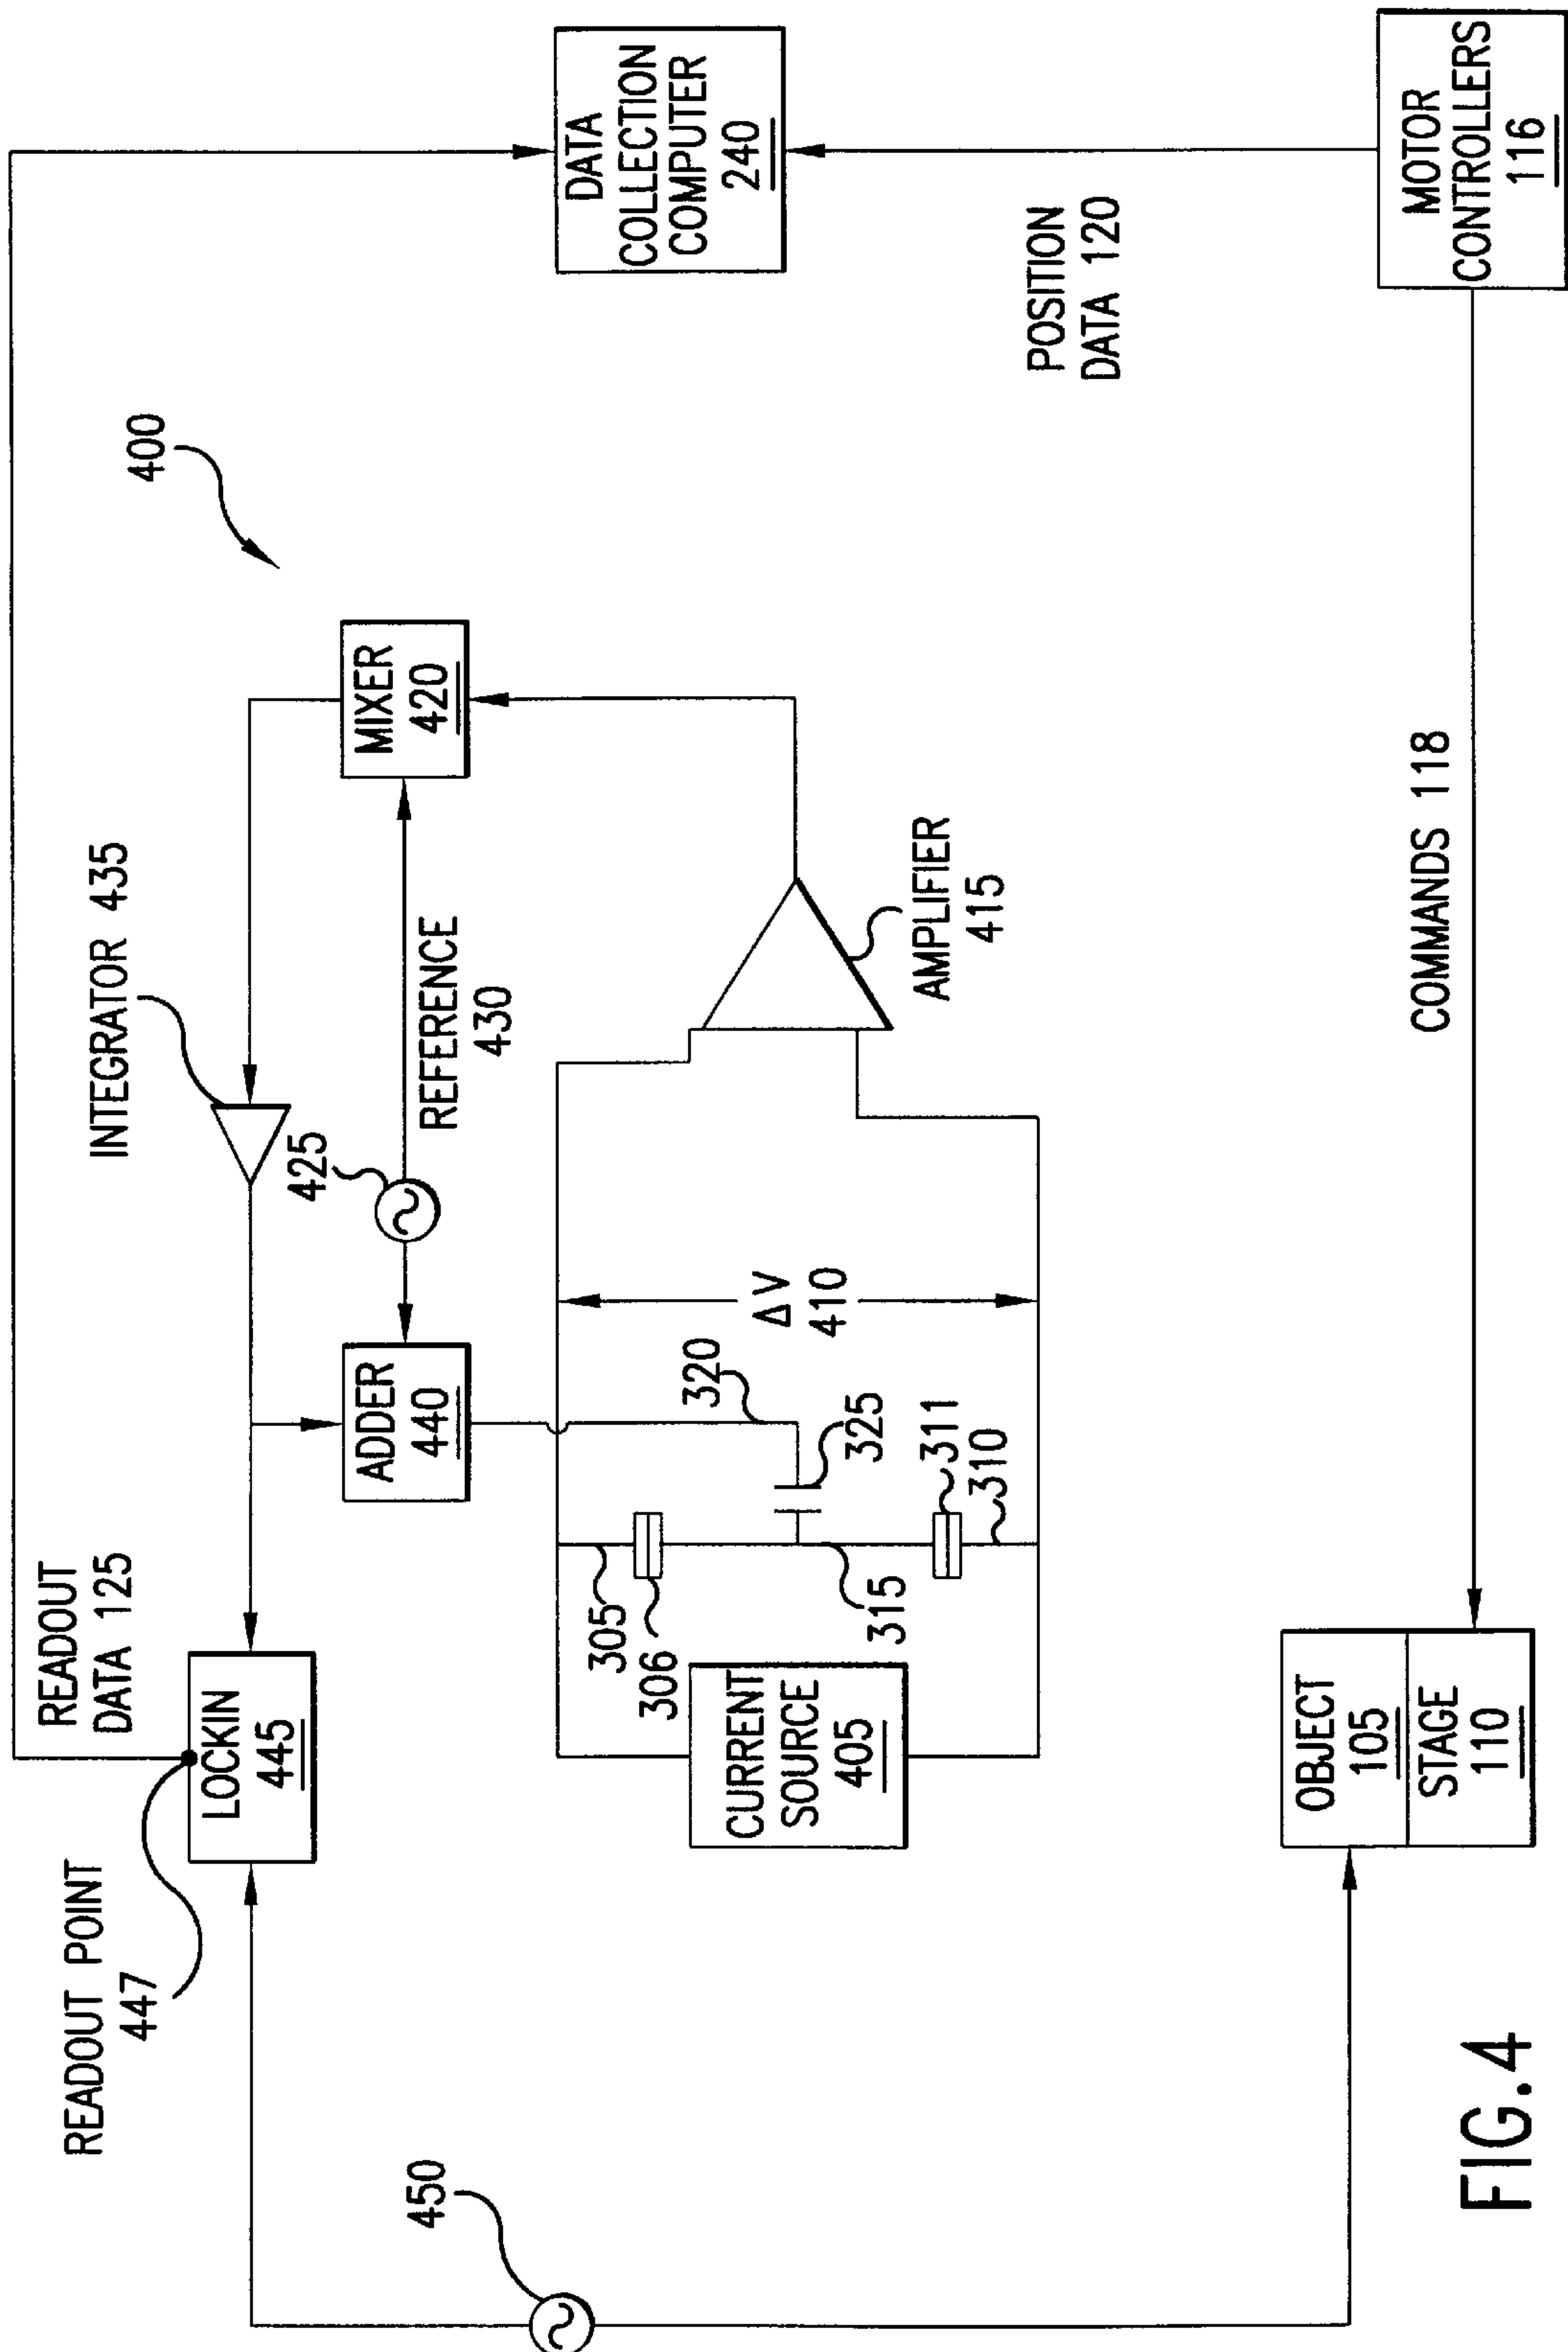 READOUT POINT
447
READOUT
DATA 125
INTEGRATOR 435
400
LOCKIN
445
425
ADDER
440
REFERENCE
430
MIXER
420
DATA
COLLECTION
COMPUTER
240
450
305
306
320
325
311
310
315
CURRENT
SOURCE
405
ΔV
410
AMPLIFIER
415
POSITION
DATA 120
OBJECT
105
STAGE
110
COMMANDS 118
MOTOR
CONTROLLERS
116
FIG.4